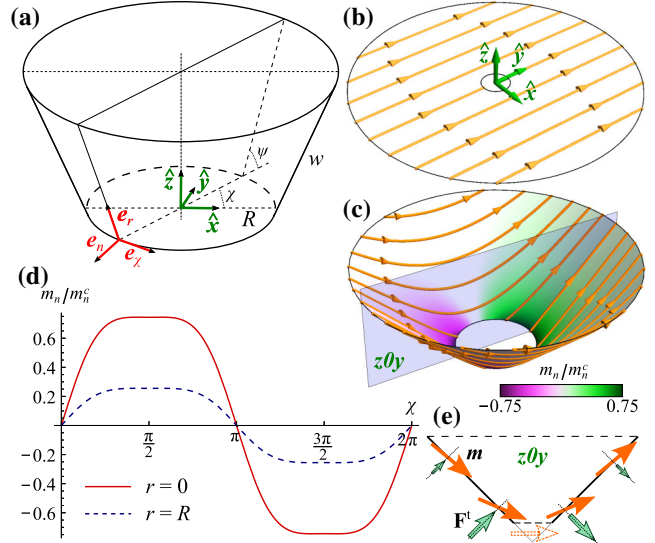 (a)
ψ
w
ẑ
ŷ
χ
x̂
R
e_r
e_n
e_χ
(b)
ẑ
ŷ
x̂
(c)
z0y
m_n/m_n^c
−0.75 0.75
(d)
m_n/m_n^c
0.6
0.4
0.2
−0.2
−0.4
−0.6
π/2
π
3π/2
2π
χ
r = 0
r = R
(e)
z0y
m
F^t